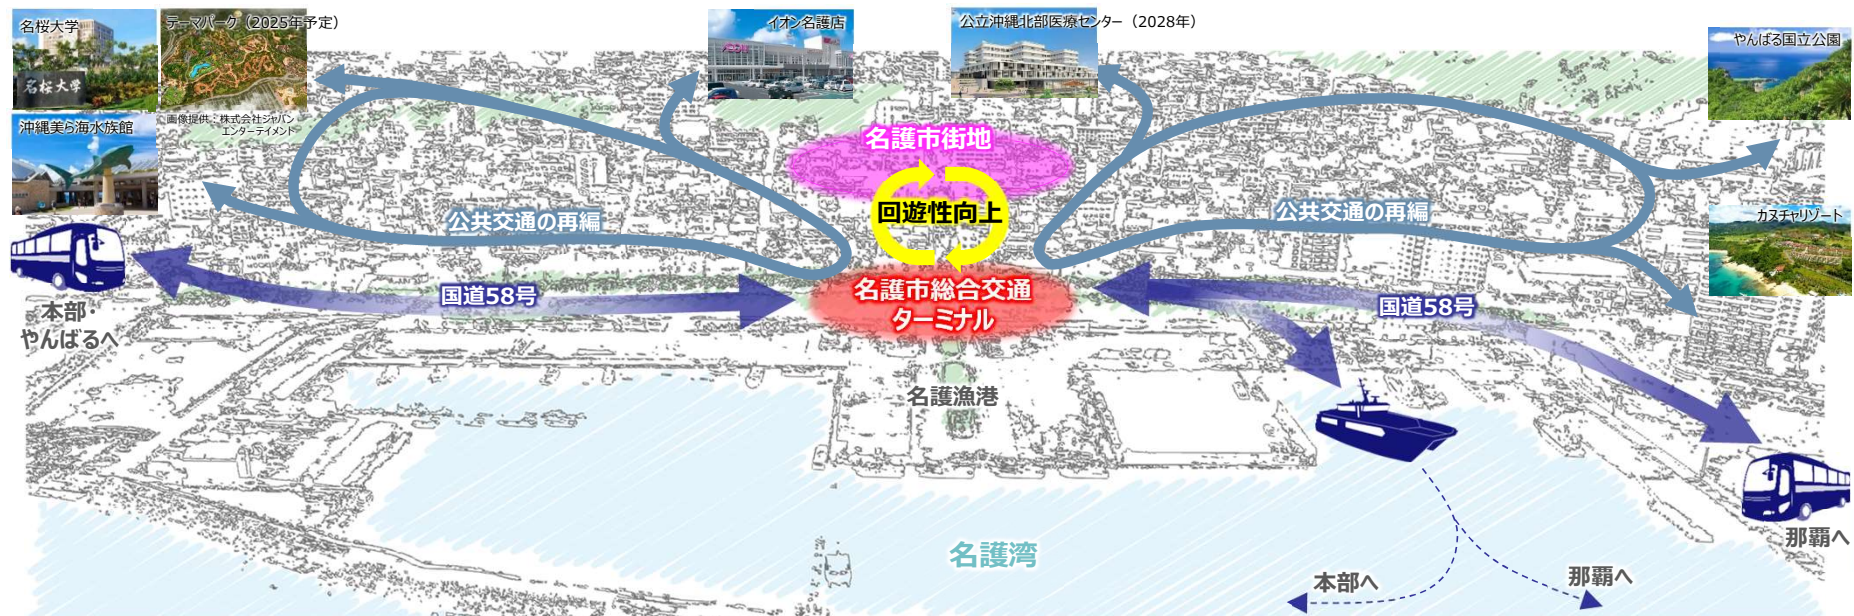 名桜大学
テーマパーク（2025年予定）
イオン名護店
公立沖縄北部医療センター（2028年）
やんばる国立公園
名桜大学
画像提供：株式会社ジャパン
エンターテイメント
沖縄美ら海水族館
名護市街地
回遊性向上
公共交通の再編
公共交通の再編
カヌチャリゾート
国道58号
名護市総合交通
ターミナル
国道58号
本部・
やんばるへ
名護漁港
那覇へ
名護湾
本部へ
那覇へ